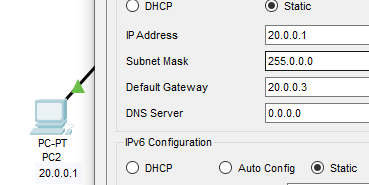 DHCP Static
IP Address 20.0.0.1
Subnet Mask 255.0.0.0
Default Gateway 20.0.0.3
DNS Server 0.0.0.0
PC-PT
PC2
20.0.0.1
IPv6 Configuration
DHCP Auto Config Static